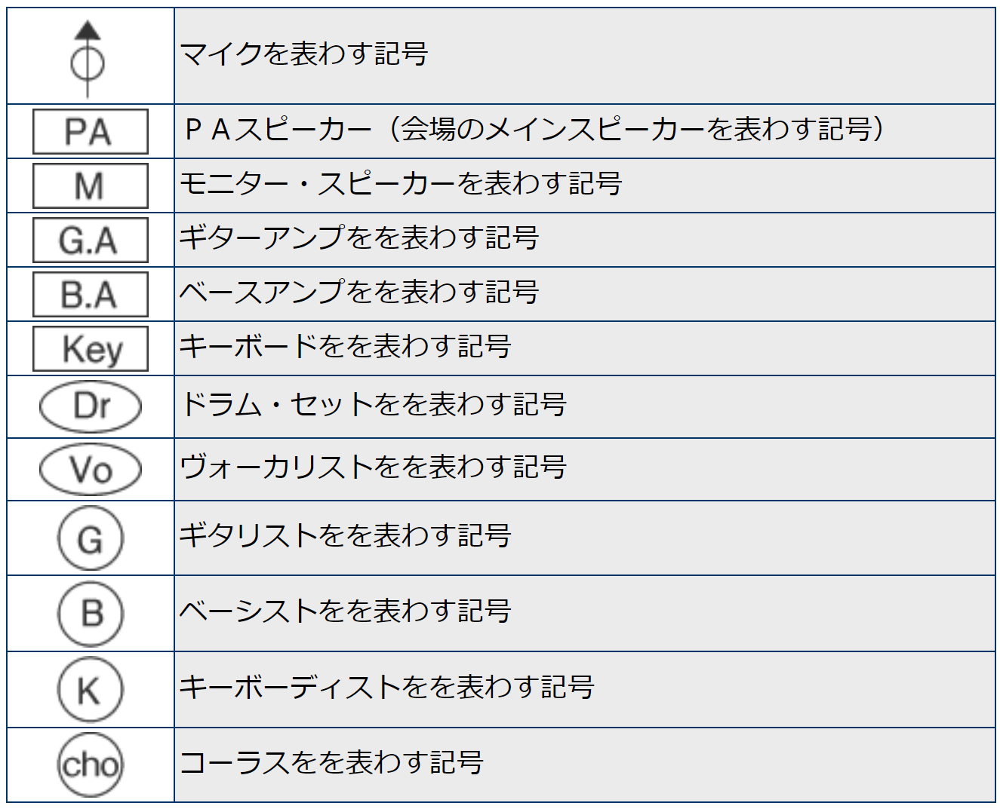 マイクを表わす記号
PA
ＰＡスピーカー（会場のメインスピーカーを表わす記号）
M
モニター・スピーカーを表わす記号
G.A
ギターアンプをを表わす記号
B.A
ベースアンプをを表わす記号
Key
キーボードをを表わす記号
Dr
ドラム・セットをを表わす記号
Vo
ヴォーカリストをを表わす記号
G
ギタリストをを表わす記号
B
ベーシストをを表わす記号
K
キーボーディストをを表わす記号
cho
コーラスをを表わす記号